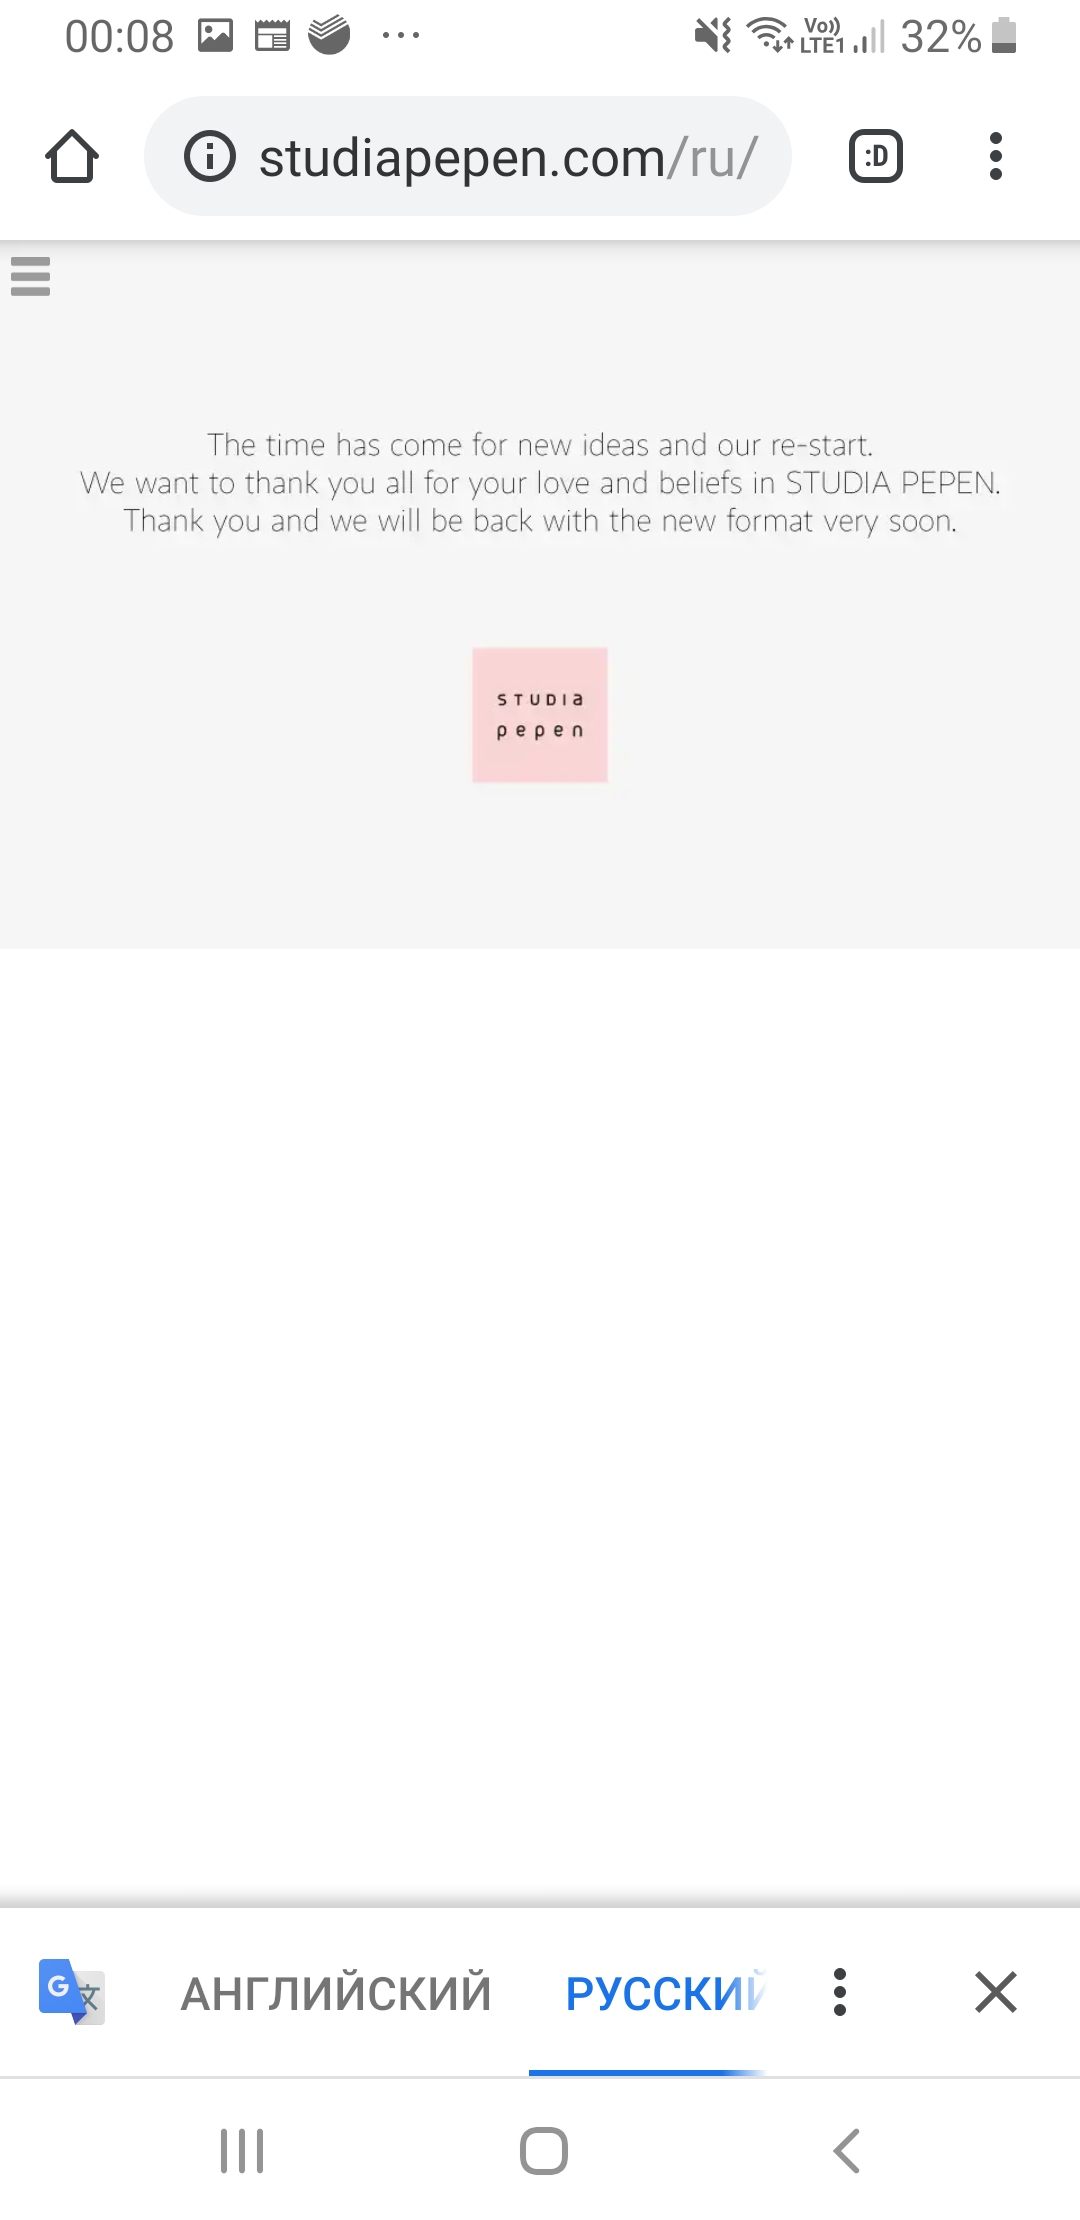 00:08
Vo))
LTE1
32%
studiapepen.com/ru/
:D
The time has come for new ideas and our re-start.
We want to thank you all for your love and beliefs in STUDIA PEPEN.
Thank you and we will be back with the new format very soon.
STUDIa
pepen
G 文
АНГЛИЙСКИЙ
РУССКИЙ